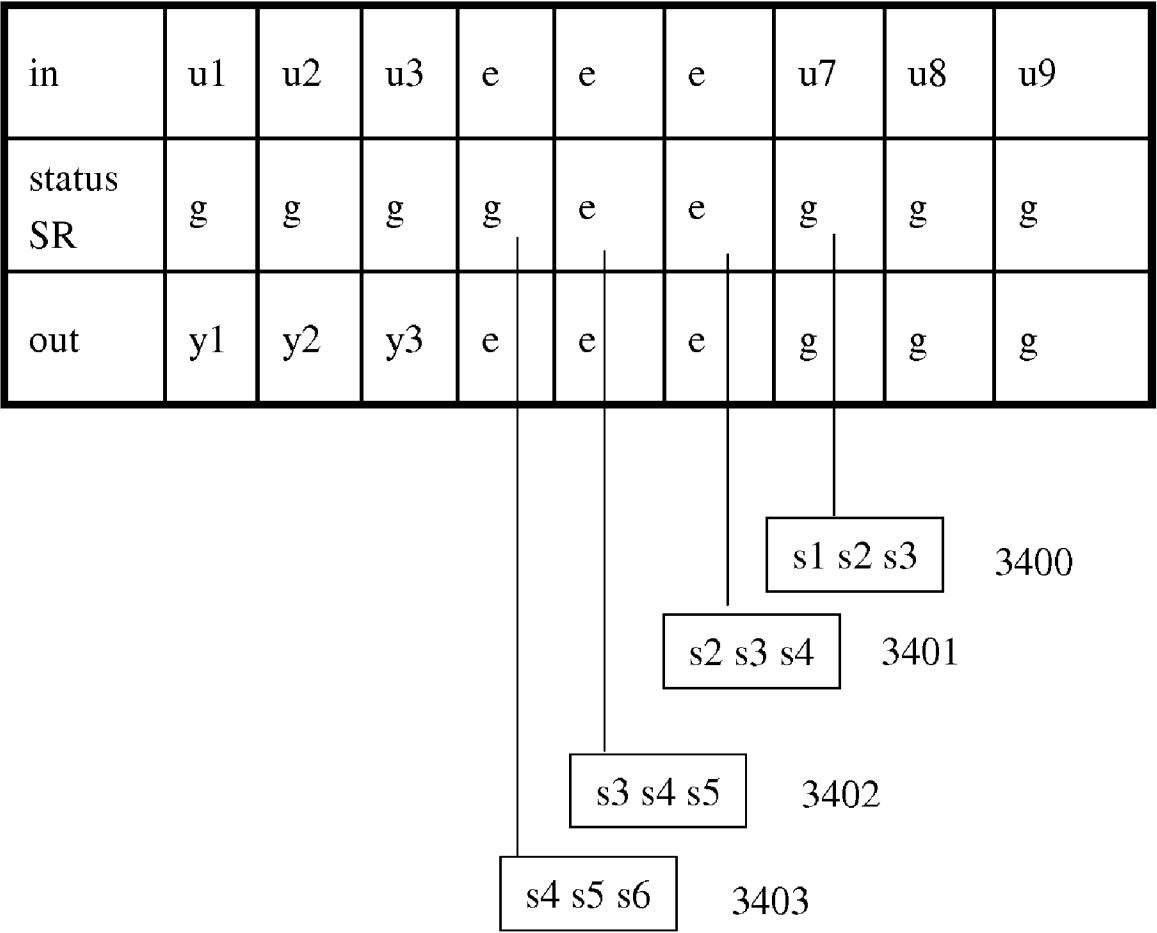 in u1 u2 u3 e e e u7 u8 u9
status
SR g g g g e e g g g
out y1 y2 y3 e e e g g g
s1 s2 s3 3400
s2 s3 s4 3401
s3 s4 s5 3402
s4 s5 s6 3403